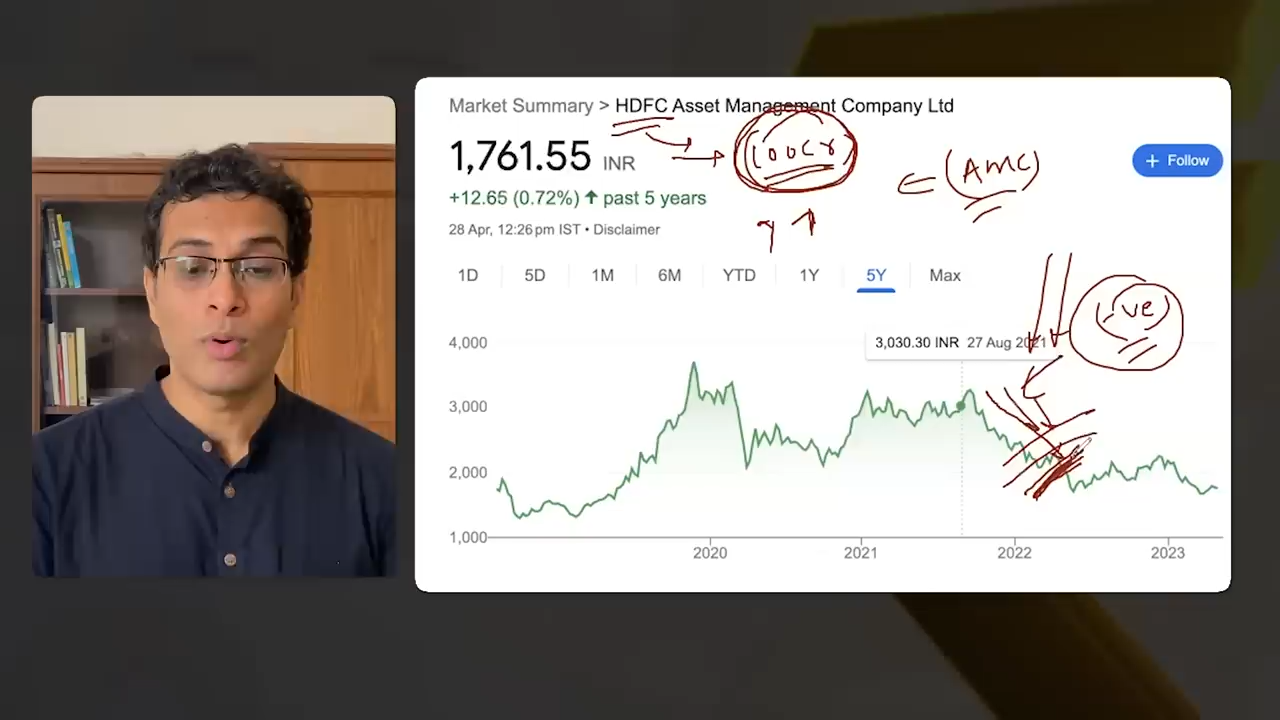 Market Summary > HDFC Asset Management Company Ltd
1,761.55 INR
100Cr
(AMC)
+ Follow
+12.65 (0.72%) ↑ past 5 years
28 Apr, 12:26 pm IST • Disclaimer
1D 5D 1M 6M YTD 1Y 5Y Max
-ve
3,030.30 INR 27 Aug 2021
4,000
3,000
2,000
1,000
2020 2021 2022 2023